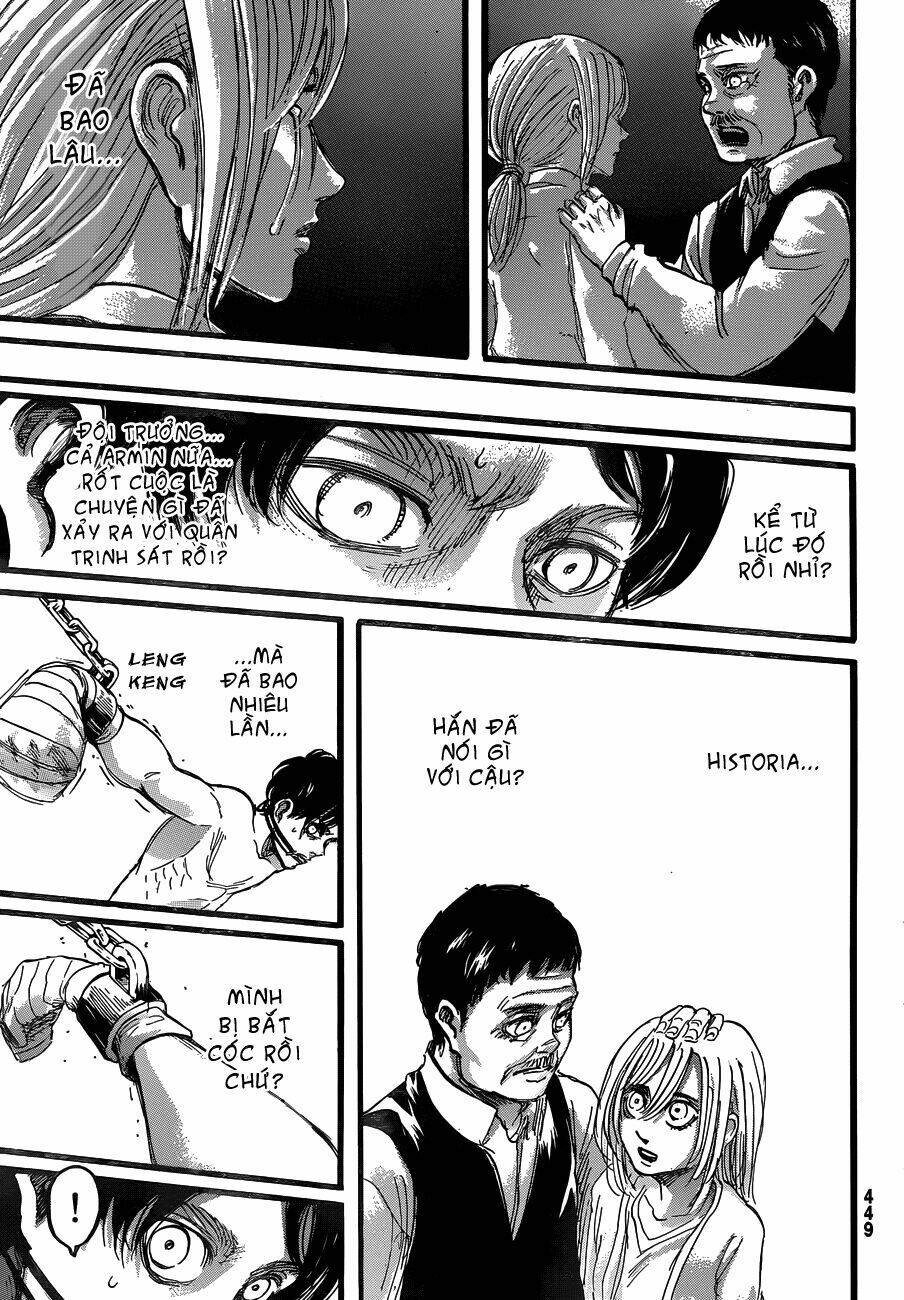 ĐÃ
BAO
LÂU...
KỂ TỪ
LÚC ĐÓ
RỒI NHỈ?
ĐỘI TRƯỞNG...
CẢ ARMIN NỮA...
RỐT CUỘC LÀ
CHUYỆN GÌ ĐÃ
XẢY RA VỚI QUÂN
TRINH SÁT RỒI?
HISTORIA...
HẮN ĐÃ
NÓI GÌ
VỚI CẬU?
...MÀ
ĐÃ BAO
NHIÊU
LẦN...
LENG
KENG
MÌNH
BỊ BẮT
CÓC RỒI
CHỨ?
!
449